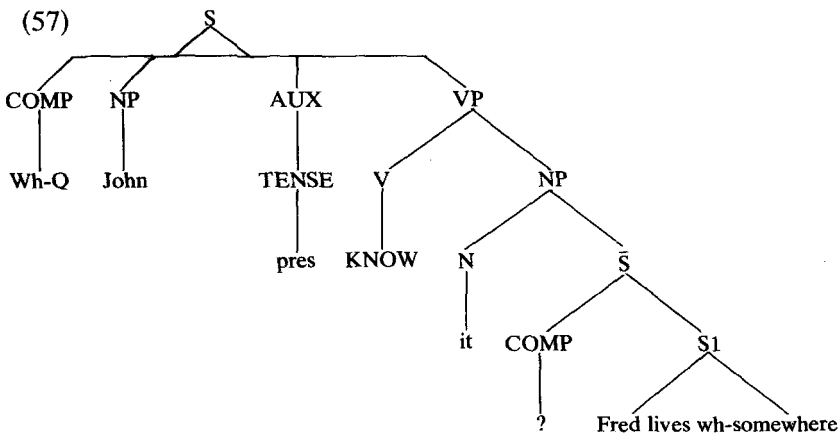 (57)
S
COMP NP AUX VP
Wh-Q John TENSE V NP
pres KNOW N S̄
it COMP S1
? Fred lives wh-somewhere